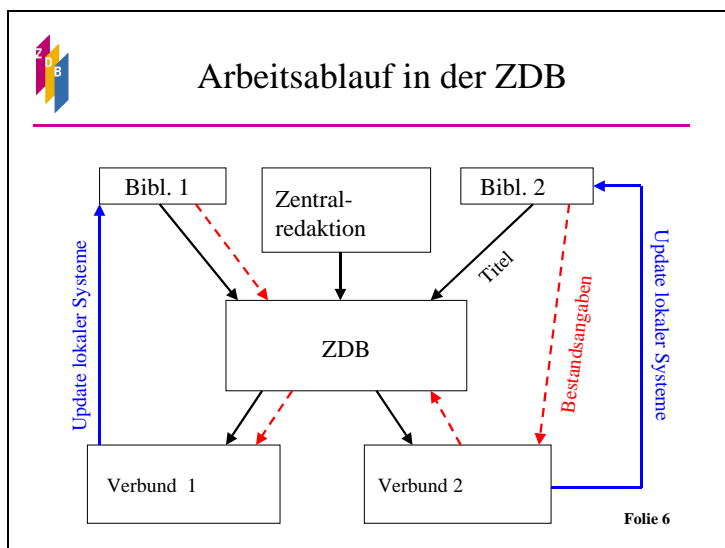 Z
D
B
Arbeitsablauf in der ZDB
Bibl. 1
Zentral-
redaktion
Bibl. 2
Update lokaler Systeme
Titel
Bestandsangaben
Update lokaler Systeme
ZDB
Verbund 1
Verbund 2
Folie 6